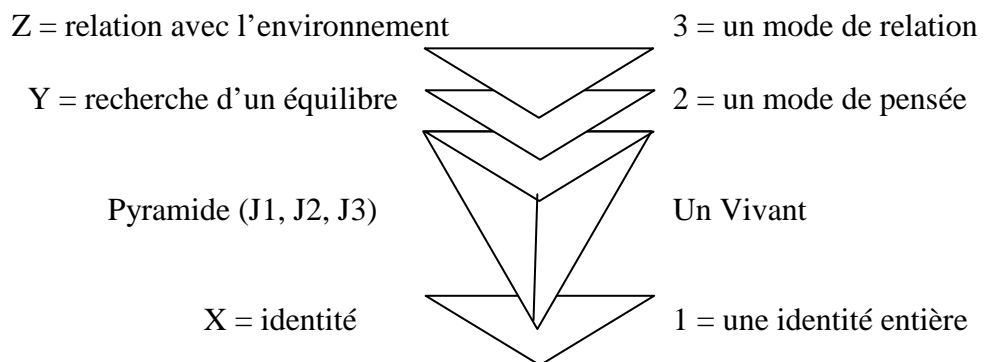 Z = relation avec l'environnement 3 = un mode de relation
Y = recherche d'un équilibre 2 = un mode de pensée
Pyramide (J1, J2, J3) Un Vivant
X = identité 1 = une identité entière